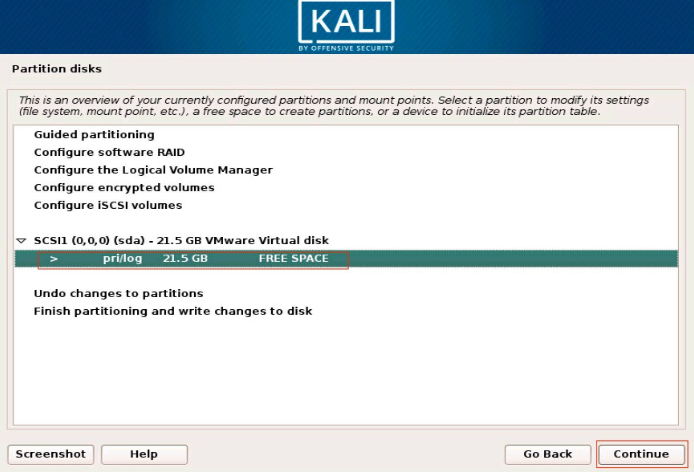 KALI
BY OFFENSIVE SECURITY
Partition disks
This is an overview of your currently configured partitions and mount points. Select a partition to modify its settings
(file system, mount point, etc.), a free space to create partitions, or a device to initialize its partition table.
Guided partitioning
Configure software RAID
Configure the Logical Volume Manager
Configure encrypted volumes
Configure iSCSI volumes
SCSI1 (0,0,0) (sda) - 21.5 GB VMware Virtual disk
> pri/log 21.5 GB FREE SPACE
Undo changes to partitions
Finish partitioning and write changes to disk
Screenshot Help Go Back Continue